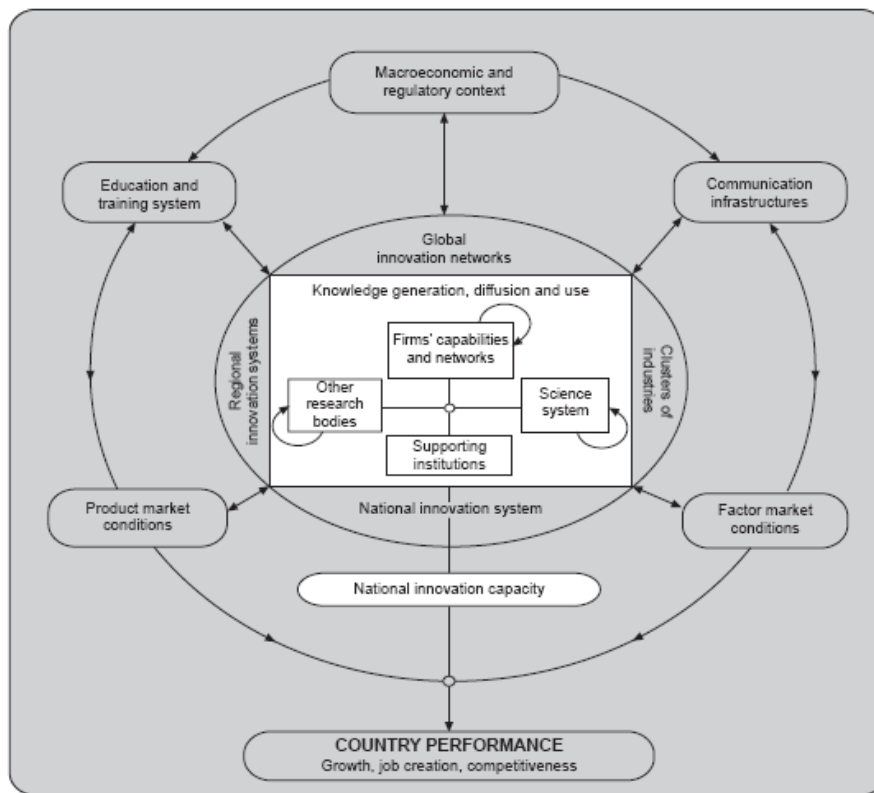 Macroeconomic and
regulatory context
Education and
training system
Communication
infrastructures
Global
innovation networks
Knowledge generation, diffusion and use
Regional
innovation systems
Clusters of
industries
Firms' capabilities
and networks
Other
research
bodies
Science
system
Supporting
institutions
Product market
conditions
National innovation system
Factor market
conditions
National innovation capacity
COUNTRY PERFORMANCE
Growth, job creation, competitiveness